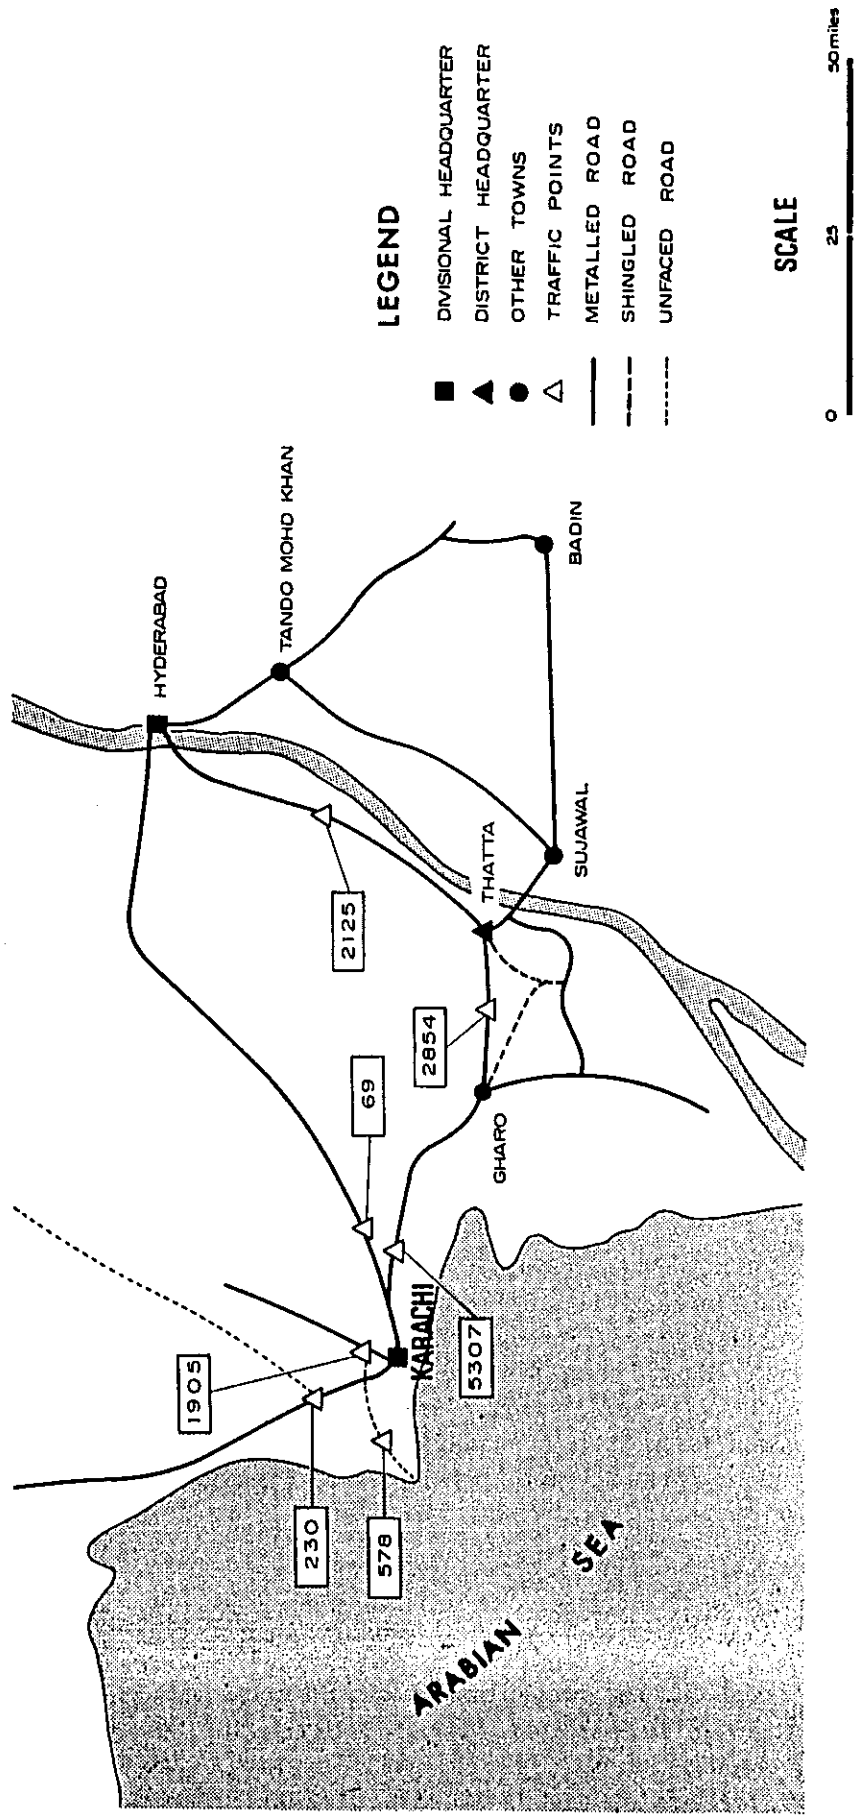 HYDERABAD
TANDO MOHD KHAN
BADIN
SUJAWAL
THATTA
GHARO
KARACHI
2125
2854
69
5307
1905
230
578
ARABIAN SEA
LEGEND
DIVISIONAL HEADQUARTER
DISTRICT HEADQUARTER
OTHER TOWNS
TRAFFIC POINTS
METALLED ROAD
SHINGLED ROAD
UNFACED ROAD
SCALE
0 25 50 miles